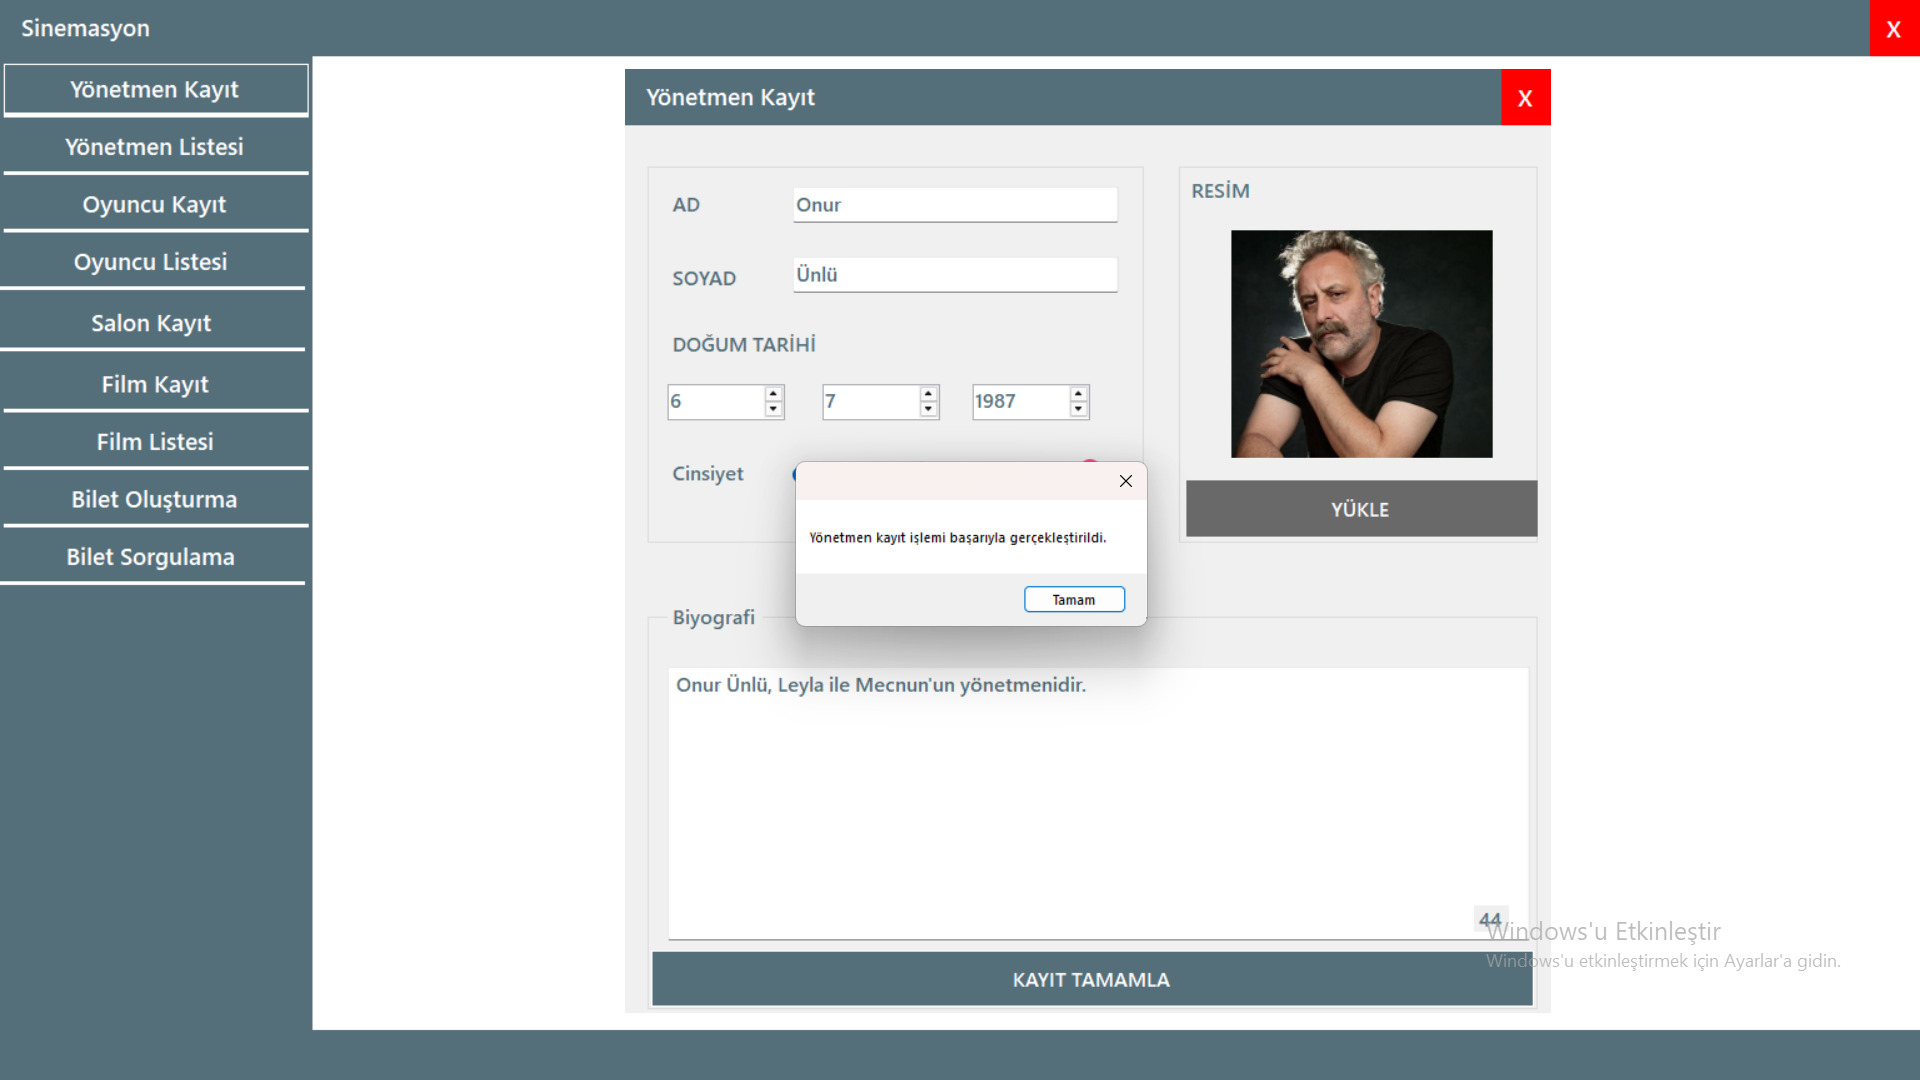 Sinemasyon
X
Yönetmen Kayıt
Yönetmen Listesi
Oyuncu Kayıt
Oyuncu Listesi
Salon Kayıt
Film Kayıt
Film Listesi
Bilet Oluşturma
Bilet Sorgulama
Yönetmen Kayıt
X
AD
Onur
SOYAD
Ünlü
DOĞUM TARİHİ
6
7
1987
Cinsiyet
RESİM
YÜKLE
Yönetmen kayıt işlemi başarıyla gerçekleştirildi.
Tamam
Biyografi
Onur Ünlü, Leyla ile Mecnun'un yönetmenidir.
44
KAYIT TAMAMLA
Windows'u Etkinleştir
Windows'u etkinleştirmek için Ayarlar'a gidin.